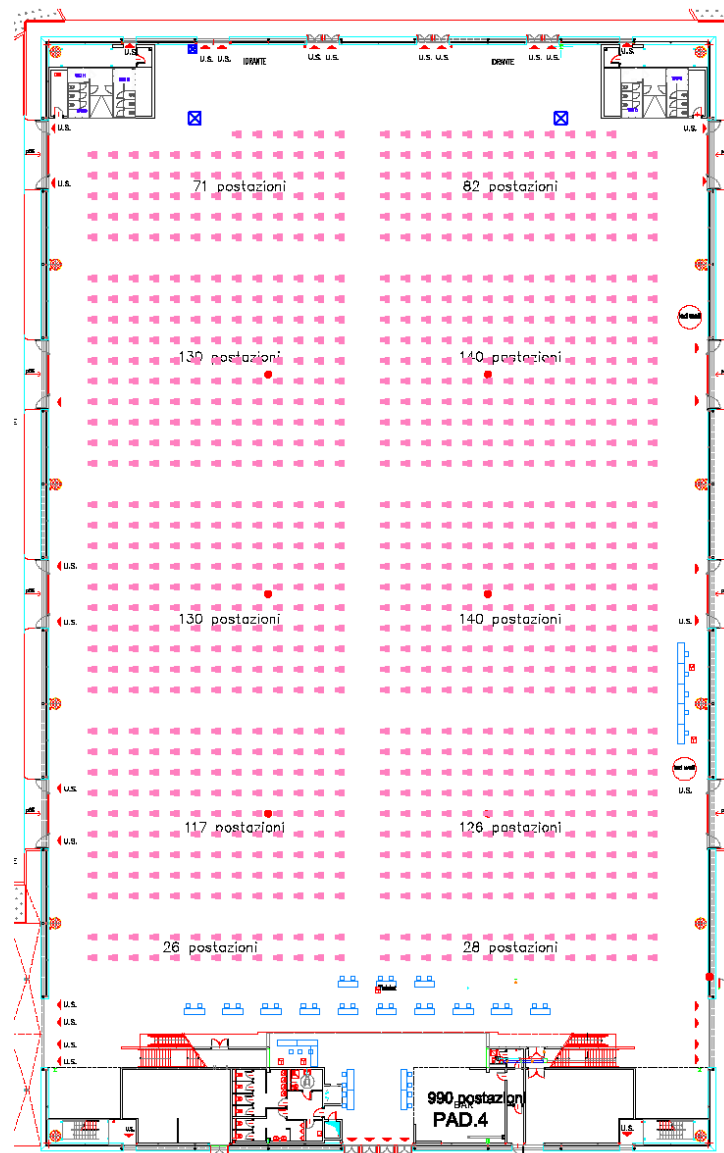 U.S. U.S. IDRANTE U.S. U.S. U.S. U.S. IDRANTE U.S. U.S.
U.S. U.S.
U.S.
71 postazioni 82 postazioni
130 postazioni 140 postazioni
U.S. U.S.
U.S.
130 postazioni 140 postazioni
U.S.
U.S.
117 postazioni 126 postazioni
U.S.
26 postazioni 28 postazioni
U.S.
U.S.
U.S.
U.S.
990 postazioni
BAR
PAD.4
U.S. U.S.